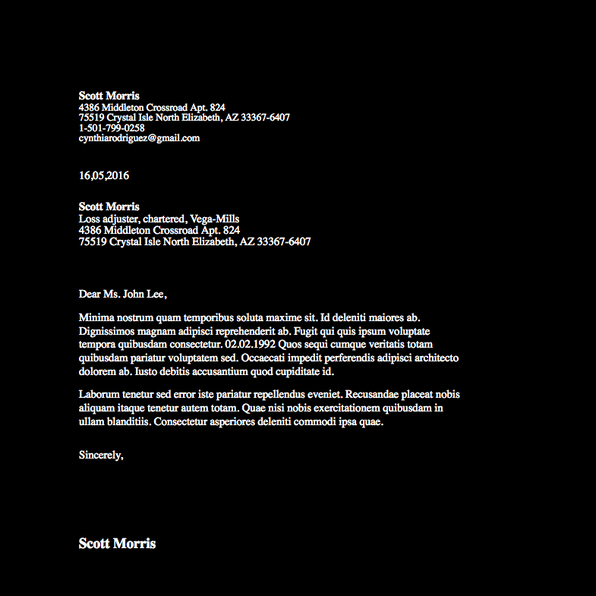 Scott Morris
4386 Middleton Crossroad Apt. 824
75519 Crystal Isle North Elizabeth, AZ 33367-6407
1-501-799-0258
cynthiarodriguez@gmail.com
16,05,2016
Scott Morris
Loss adjuster, chartered, Vega-Mills
4386 Middleton Crossroad Apt. 824
75519 Crystal Isle North Elizabeth, AZ 33367-6407
Dear Ms. John Lee,
Minima nostrum quam temporibus soluta maxime sit. Id deleniti maiores ab.
Dignissimos magnam adipisci reprehenderit ab. Fugit qui quis ipsum voluptate
tempora quibusdam consectetur. 02.02.1992 Quos sequi cumque veritatis totam
quibusdam pariatur voluptatem sed. Occaecati impedit perferendis adipisci architecto
dolorem ab. Iusto debitis accusantium quod cupiditate id.
Laborum tenetur sed error iste pariatur repellendus eveniet. Recusandae placeat nobis
aliquam itaque tenetur autem totam. Quae nisi nobis exercitationem quibusdam in
ullam blanditiis. Consectetur asperiores deleniti commodi ipsa quae.
Sincerely,
Scott Morris